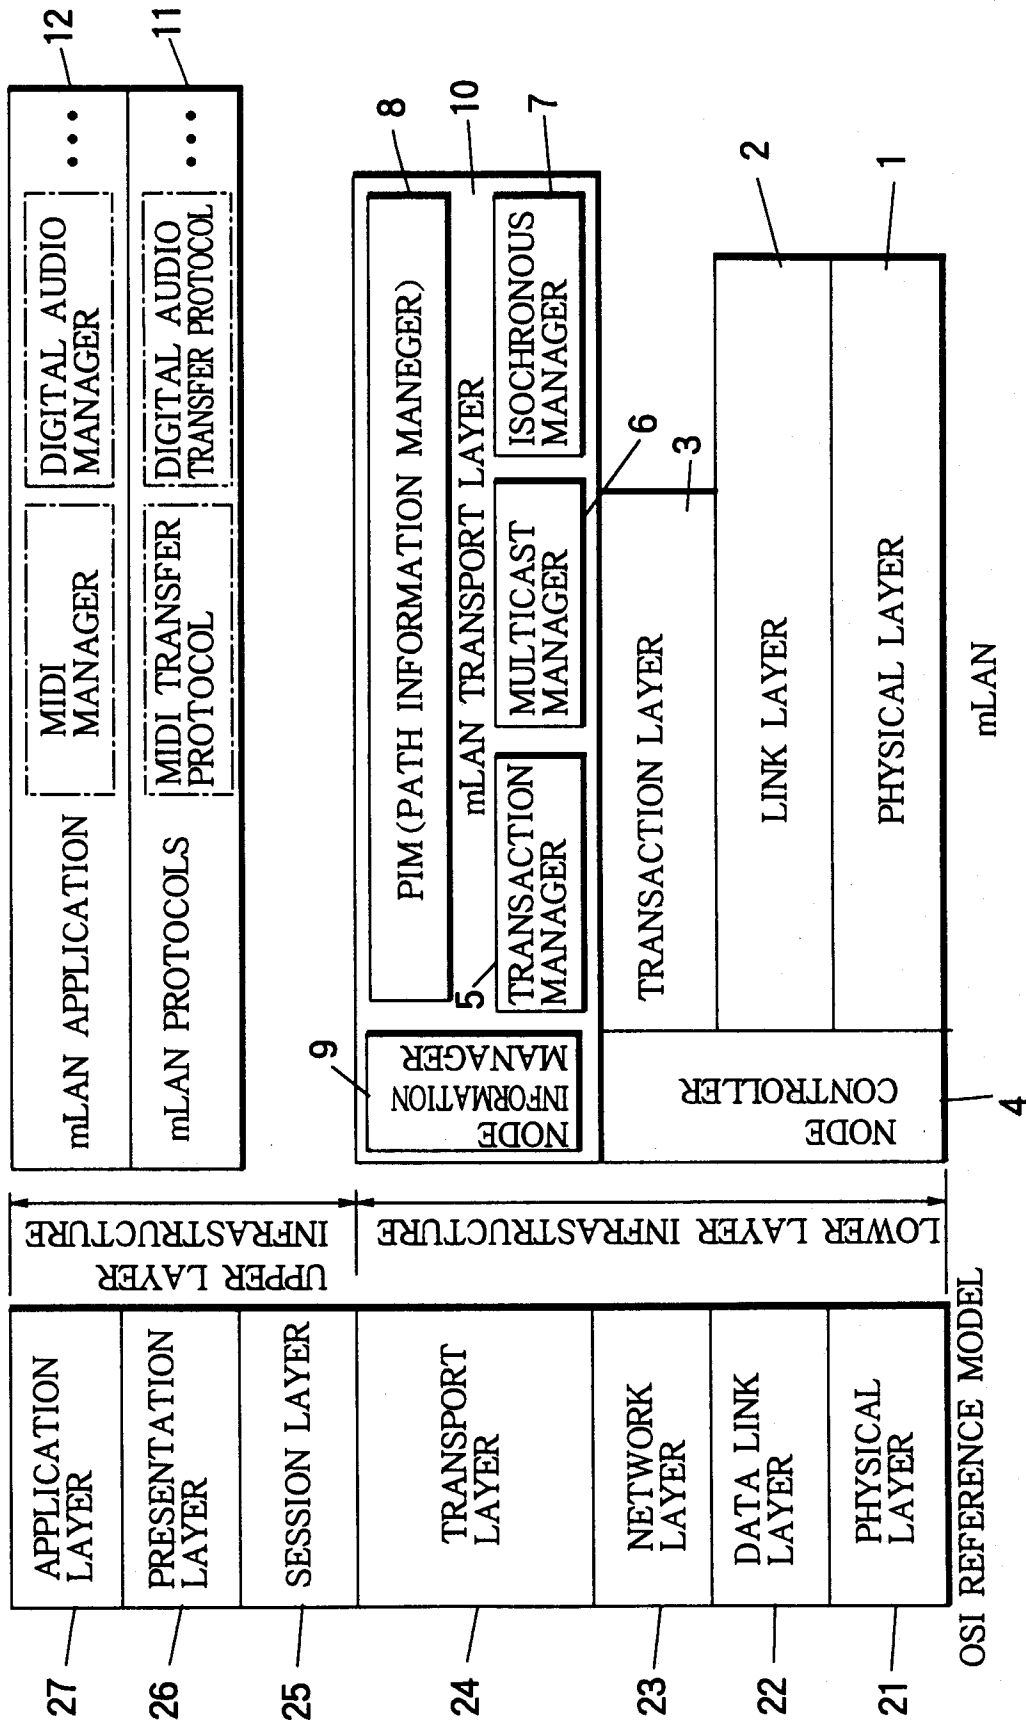 27
APPLICATION
LAYER
26
PRESENTATION
LAYER
25
SESSION LAYER
24
TRANSPORT
LAYER
23
NETWORK
LAYER
22
DATA LINK
LAYER
21
PHYSICAL
LAYER
OSI REFERENCE MODEL
UPPER LAYER
INFRASTRUCTURE
LOWER LAYER INFRASTRUCTURE
mLAN APPLICATION
MIDI
MANAGER
DIGITAL AUDIO
MANAGER
•••
12
mLAN PROTOCOLS
MIDI TRANSFER
PROTOCOL
DIGITAL AUDIO
TRANSFER PROTOCOL
•••
11
9
NODE
INFORMATION
MANAGER
PIM(PATH INFORMATION MANEGER)
8
mLAN TRANSPORT LAYER
10
5
TRANSACTION
MANAGER
MULTICAST
MANAGER
6
ISOCHRONOUS
MANAGER
7
NODE
CONTROLLER
4
TRANSACTION LAYER
3
LINK LAYER
2
PHYSICAL LAYER
1
mLAN